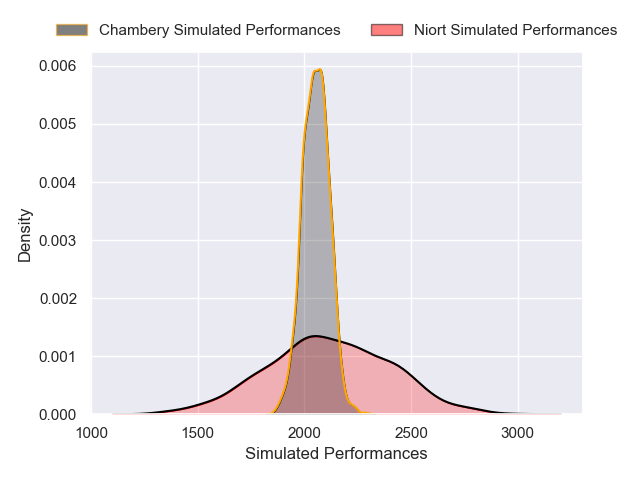 Chambery Simulated Performances
Niort Simulated Performances
0.006
0.005
0.004
0.003
0.002
0.001
0.000
Density
1000 1500 2000 2500 3000
Simulated Performances